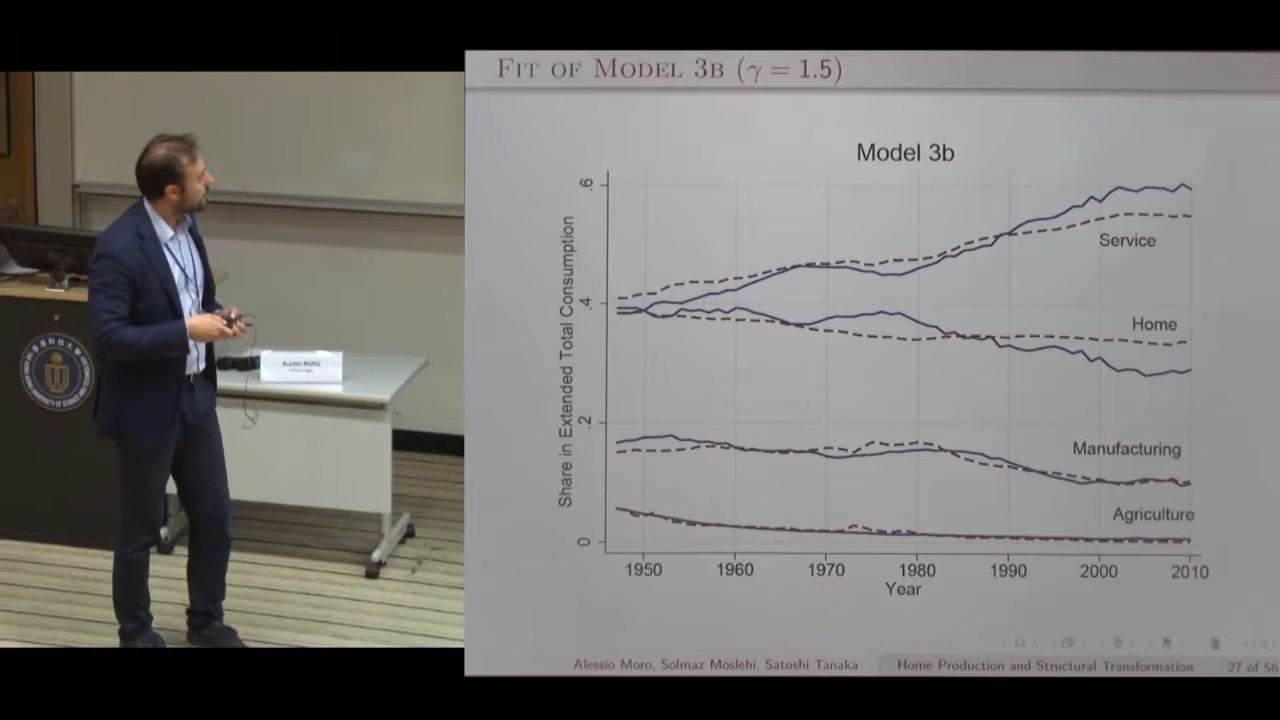 FIT OF MODEL 3B (γ = 1.5)
Model 3b
Share in Extended Total Consumption
.6
.4
.2
0
Service
Home
Manufacturing
Agriculture
1950 1960 1970 1980 1990 2000 2010
Year
Alessio Moro, Solmaz Moslehi, Satoshi Tanaka
Home Production and Structural Transformation
27 of 56
Alessio MORO